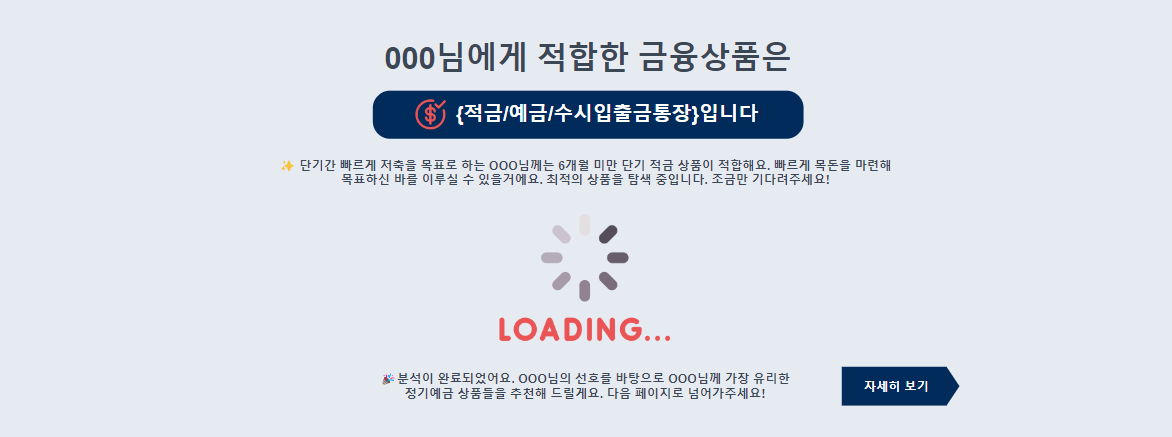 000님에게 적합한 금융상품은
{적금/예금/수시입출금통장}입니다
✨ 단기간 빠르게 저축을 목표로 하는 OOO님께는 6개월 미만 단기 적금 상품이 적합해요. 빠르게 목돈을 마련해
목표하신 바를 이루실 수 있을거에요. 최적의 상품을 탐색 중입니다. 조금만 기다려주세요!
LOADING...
🎉 분석이 완료되었어요. OOO님의 선호를 바탕으로 OOO님께 가장 유리한
정기예금 상품들을 추천해 드릴게요. 다음 페이지로 넘어가주세요!
자세히 보기